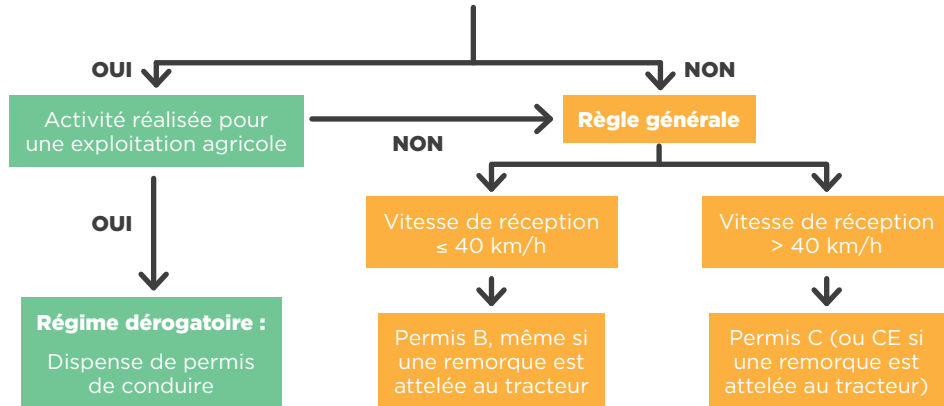 OUI
NON
Activité réalisée pour
une exploitation agricole
NON
Règle générale
OUI
Vitesse de réception
≤ 40 km/h
Vitesse de réception
> 40 km/h
Régime dérogatoire :
Dispense de permis
de conduire
Permis B, même si
une remorque est
attelée au tracteur
Permis C (ou CE si
une remorque est
attelée au tracteur)